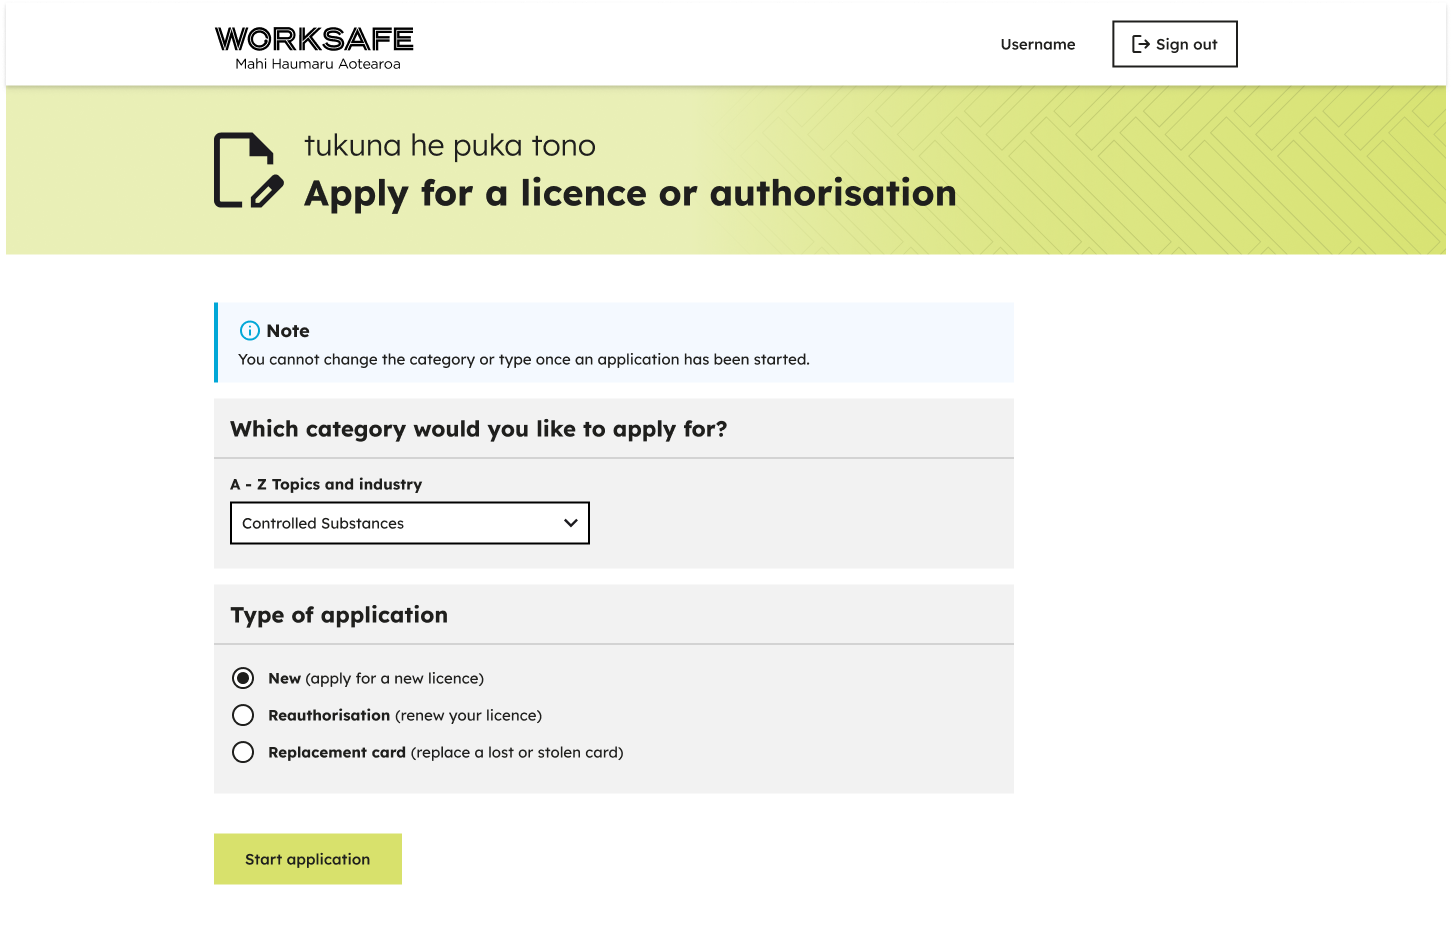 WORKSAFE
Mahi Haumaru Aotearoa
Username
Sign out
tukuna he puka tono
Apply for a licence or authorisation
Note
You cannot change the category or type once an application has been started.
Which category would you like to apply for?
A - Z Topics and industry
Controlled Substances
Type of application
New (apply for a new licence)
Reauthorisation (renew your licence)
Replacement card (replace a lost or stolen card)
Start application